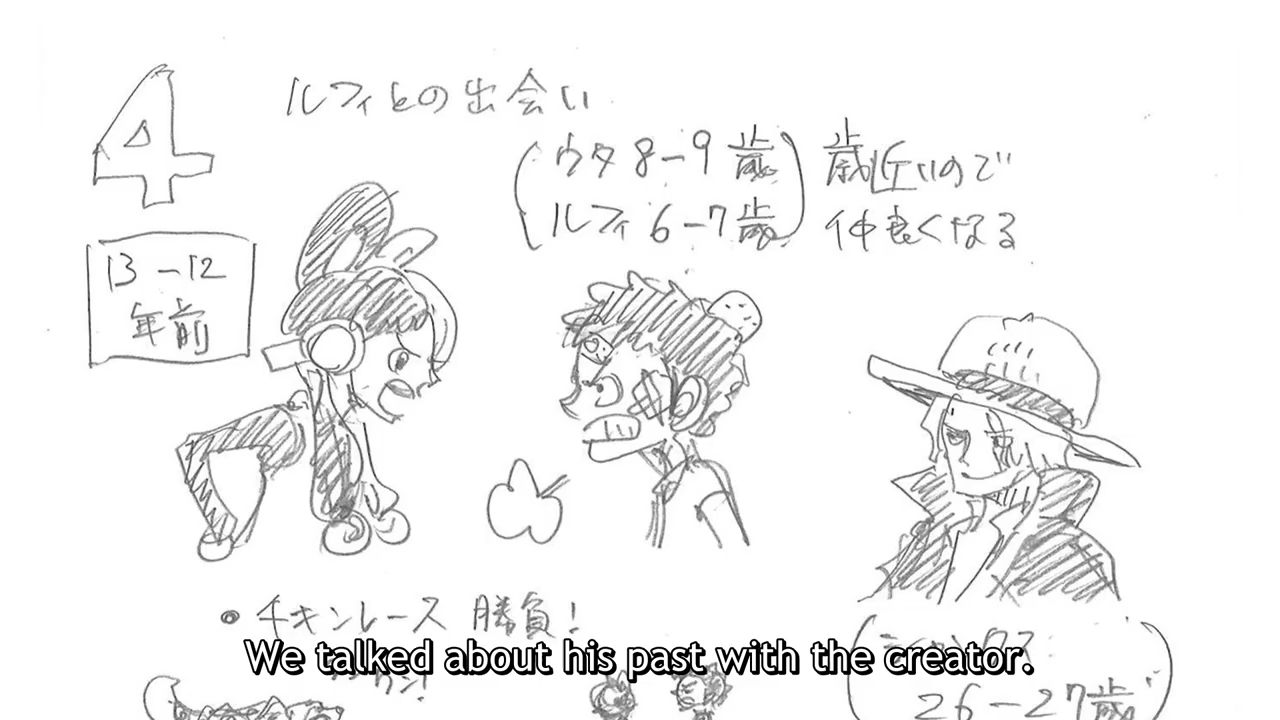 4
ルフィとの出会い
ウタ 8-9歳
ルフィ 6-7歳
歳近いので
仲良くなる
13-12
年前
• チキンレース 勝負!
We talked about his past with the creator.
26-27歳